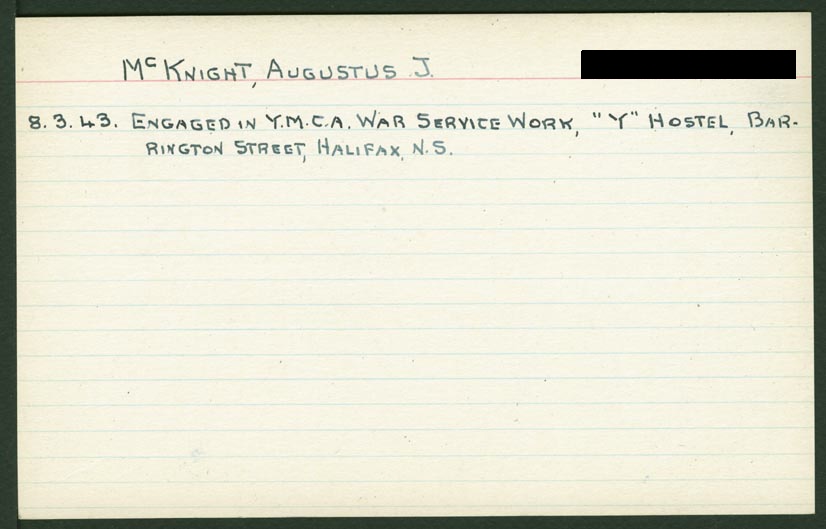 McKNIGHT, AUGUSTUS J.
8.3.43. ENGAGED IN Y.M.C.A. WAR SERVICE WORK, "Y" HOSTEL, BAR-
RINGTON STREET, HALIFAX, N.S.